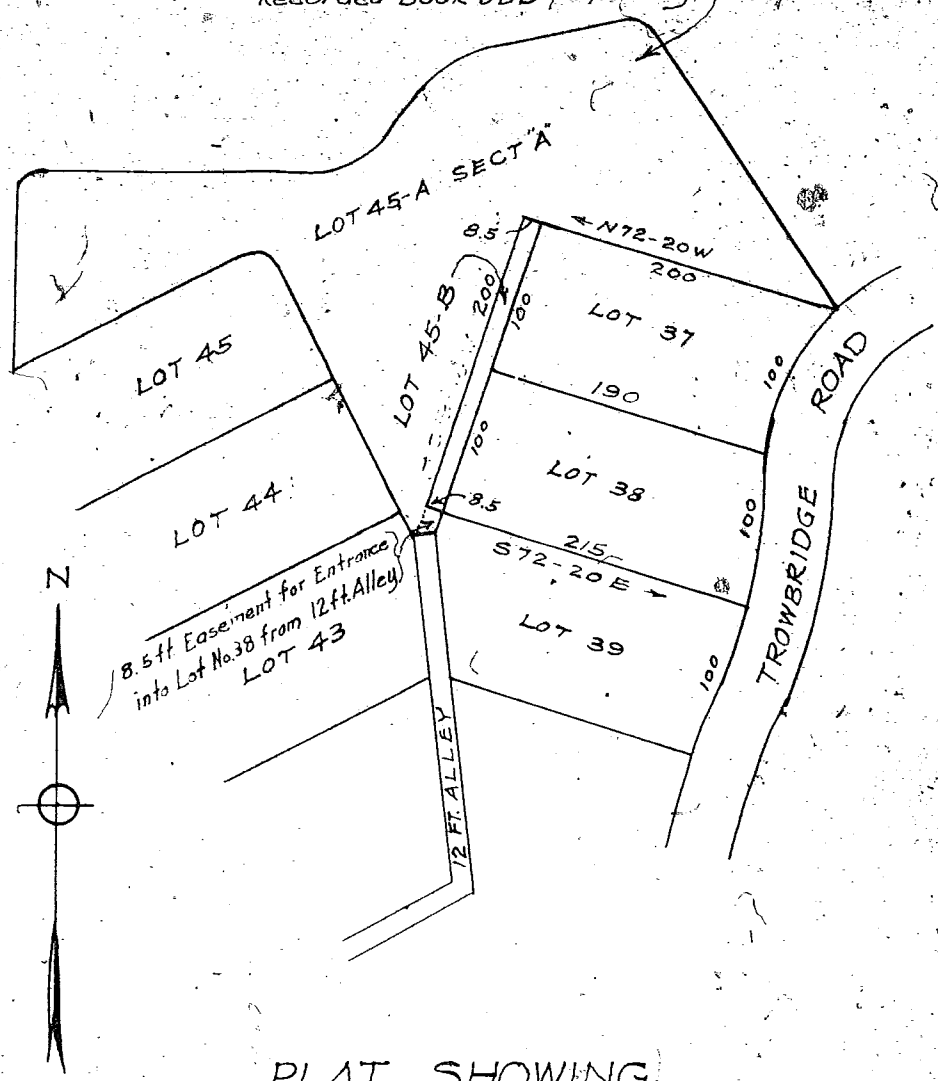 Recorded Book
LOT 45-A SECT "A"
8.5
N72-20W
200
LOT 45-B
200
100
LOT 37
100
LOT 45
190
ROAD
LOT 44
100
LOT 38
100
8.5
215
S72-20E
N
8.5 ft. Easement for Entrance
into Lot No.38 from 12 ft. Alley
LOT 43
LOT 39
100
TROWBRIDGE
12 FT. ALLEY
PLAT SHOWING